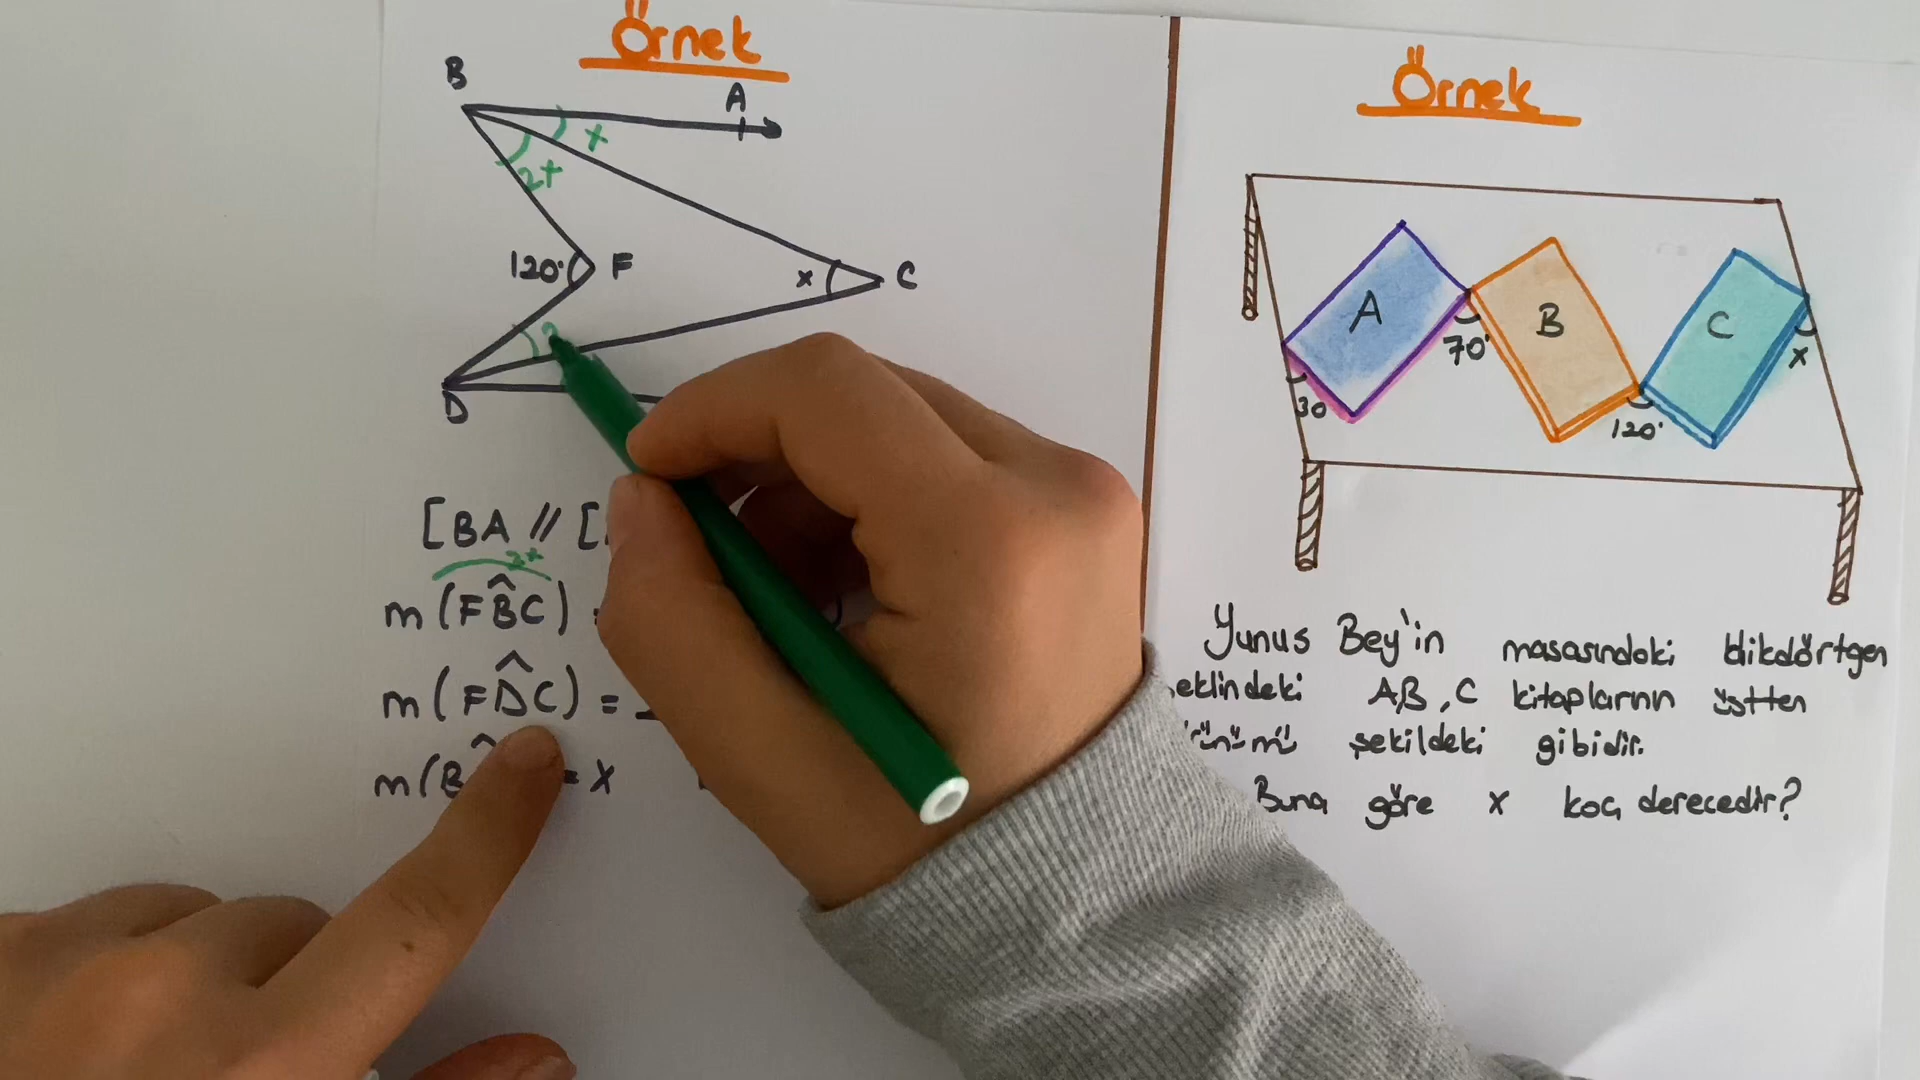 Örnek
B
A
x
2x
120°
F
x
C
D
[BA // [
2x
m(FB̂C)
m(FD̂C) =
= x
Örnek
A
B
C
70°
30
120°
x
Yunus Bey'in masasındaki dikdörtgen
A,B,C kitaplarının üstten
şekildeki gibidir.
Buna göre x kaç derecedir?